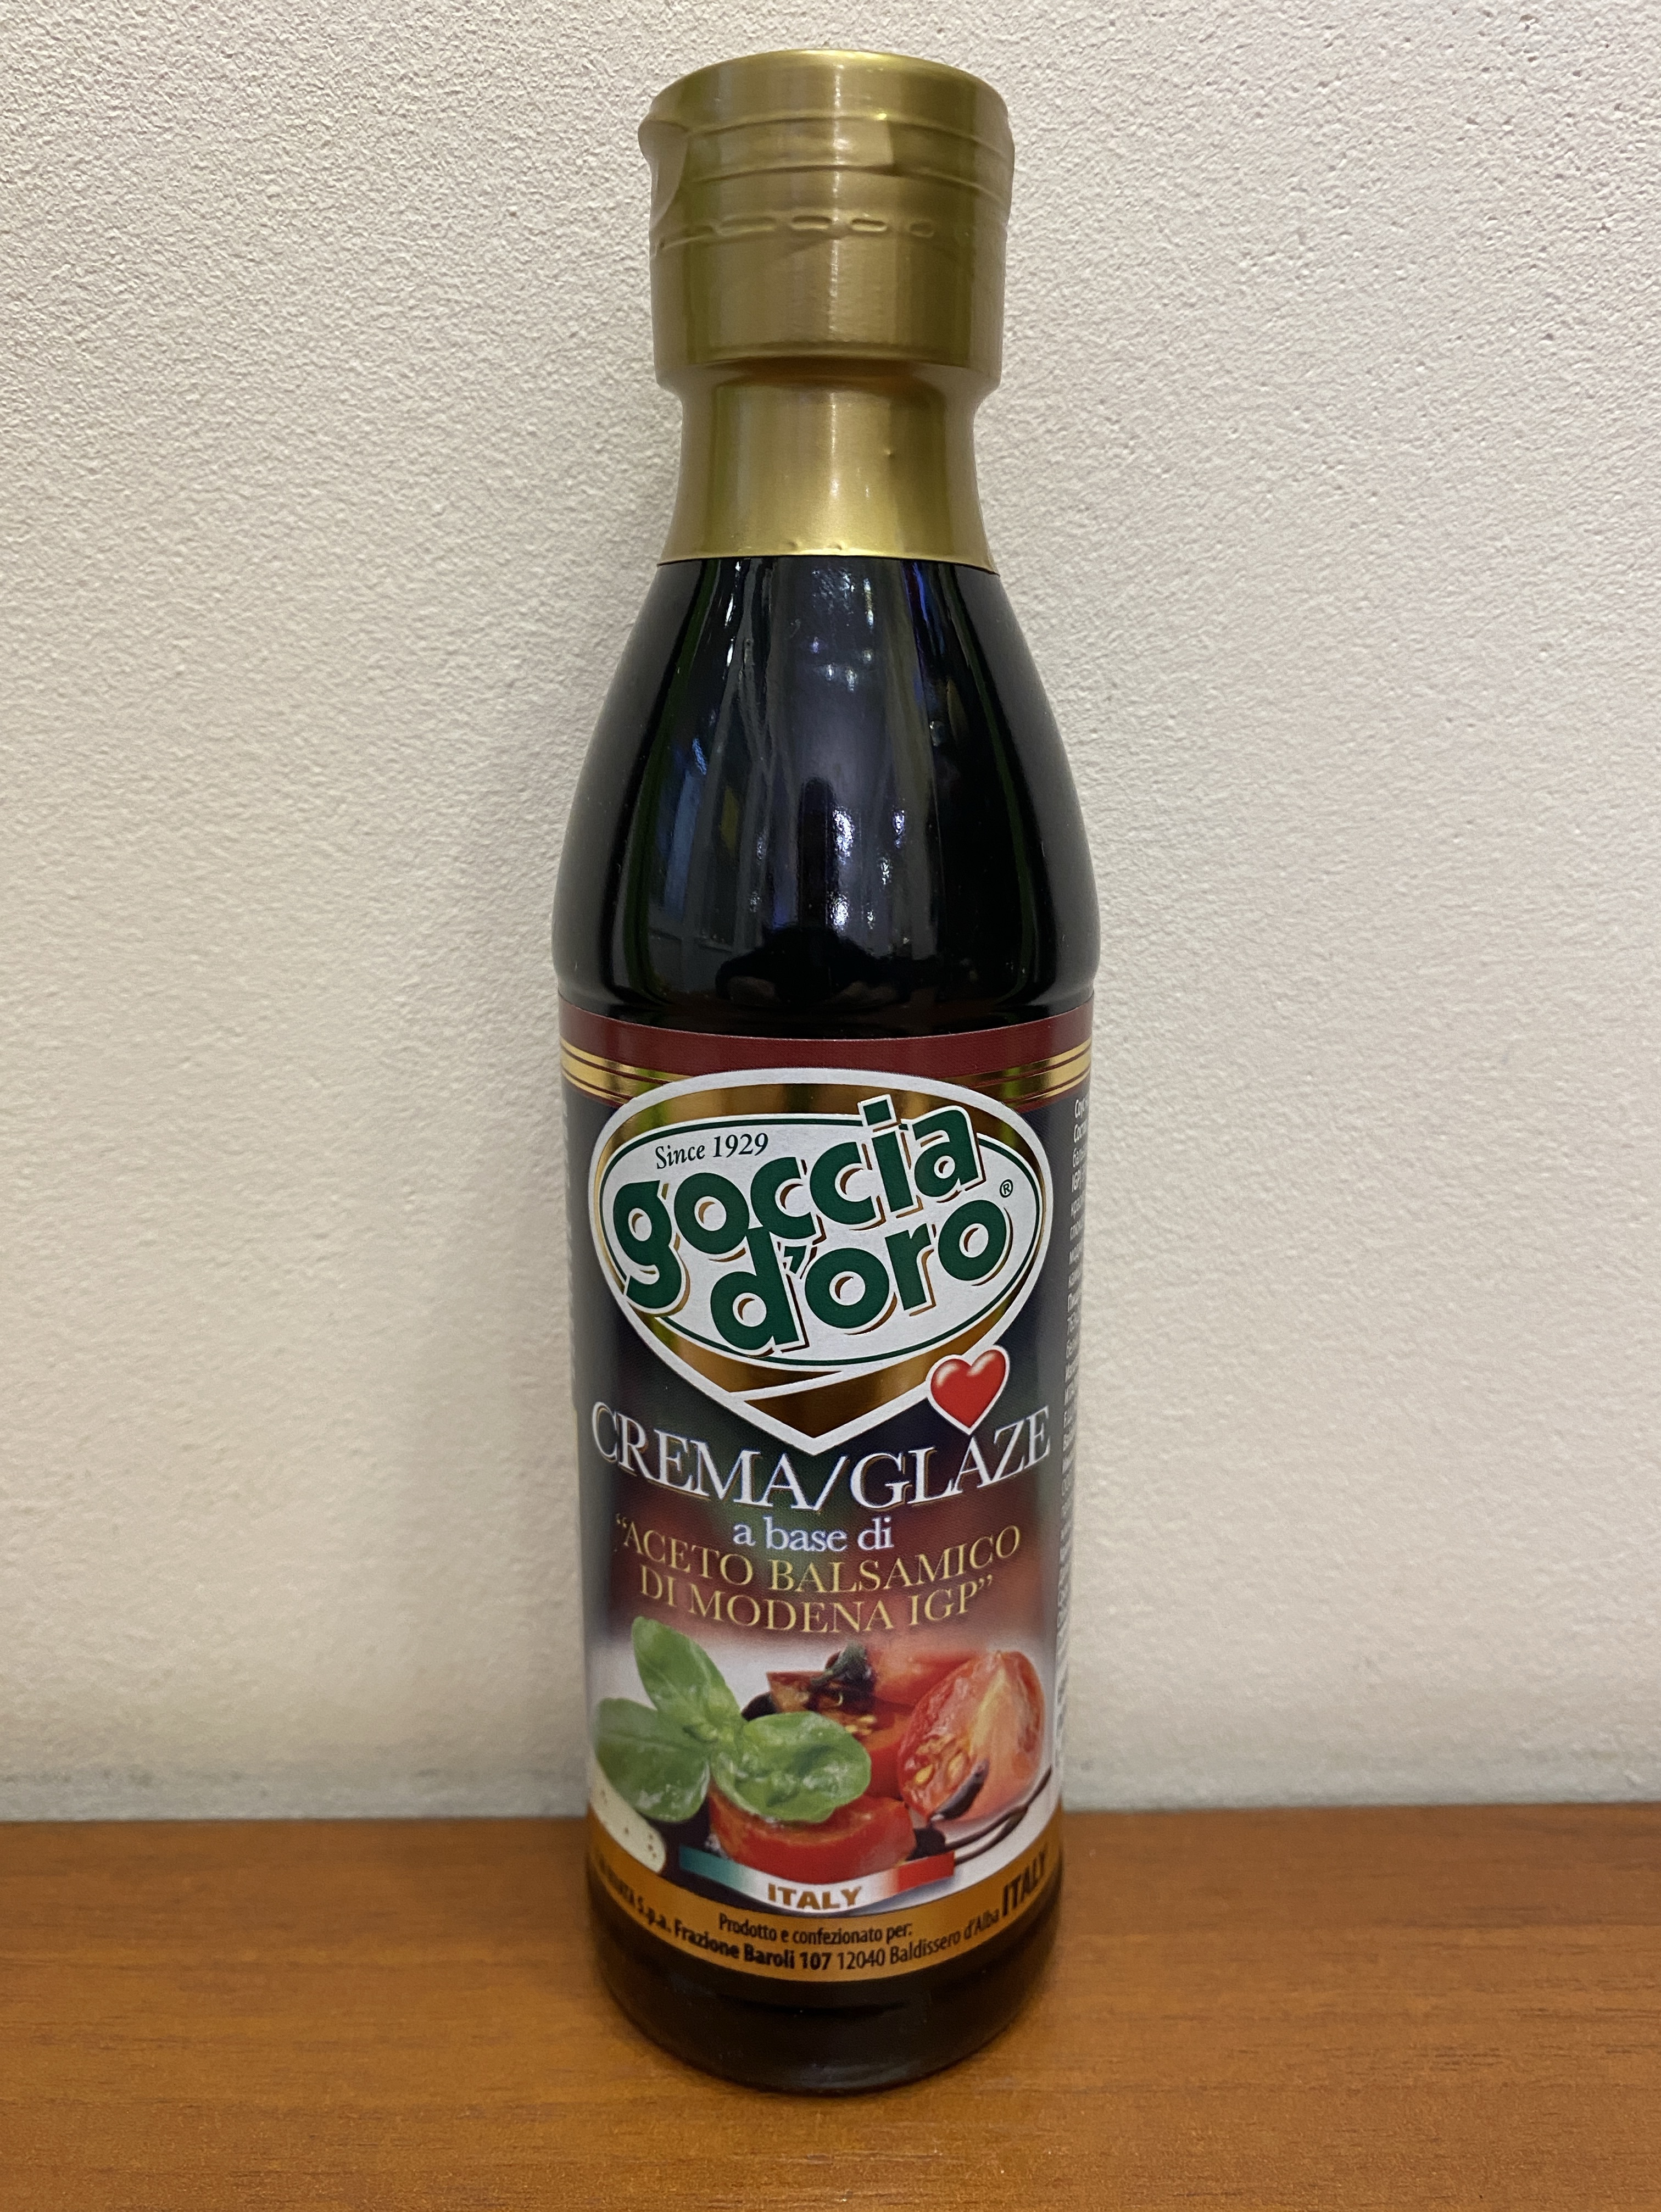 Since 1929
goccia
d'oro®
CREMA/GLAZE
a base di
"ACETO BALSAMICO
DI MODENA IGP"
ITALY
Prodotto e confezionato per:
S.p.a. Frazione Baroli 107 12040 Baldissero d'Alba ITALY